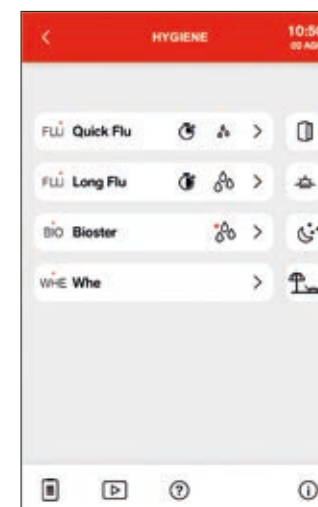 HYGIENE
10:50
FLU Quick Flu
FLU Long Flu
BIO Bioster
WHE Whe